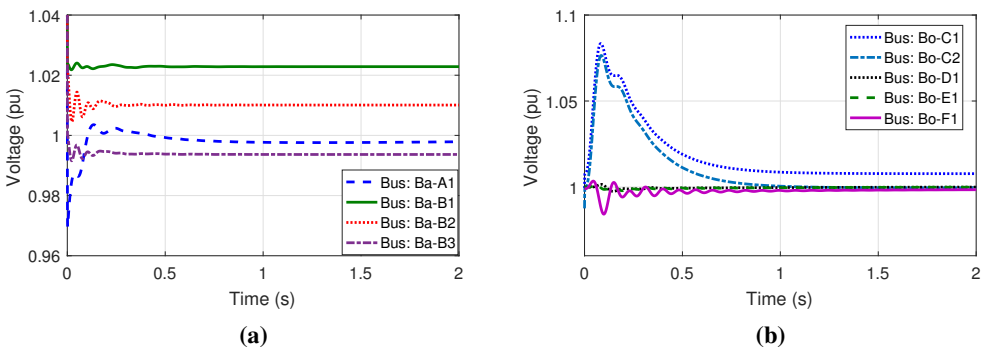 1.04
1.02
1
0.98
0.96
Voltage (pu)
Bus: Ba-A1
Bus: Ba-B1
Bus: Ba-B2
Bus: Ba-B3
0 0.5 1 1.5 2
Time (s)
(a)
1.1
1.05
1
Voltage (pu)
Bus: Bo-C1
Bus: Bo-C2
Bus: Bo-D1
Bus: Bo-E1
Bus: Bo-F1
0 0.5 1 1.5 2
Time (s)
(b)